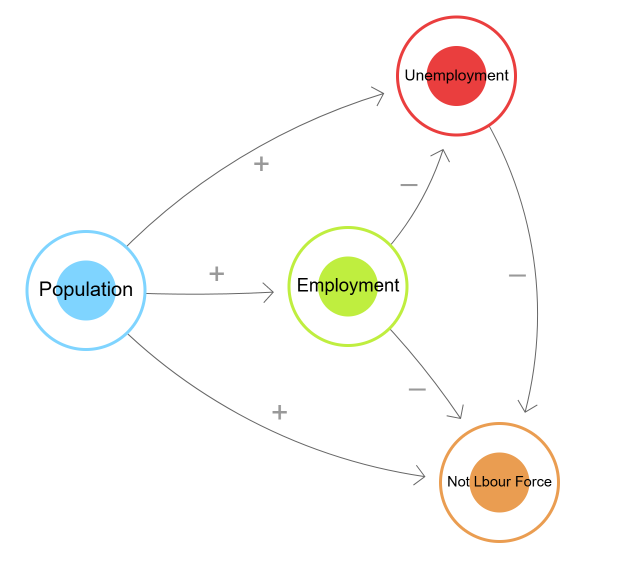 Unemployment
+
–
Population
+
Employment
–
–
+
Not Lbour Force